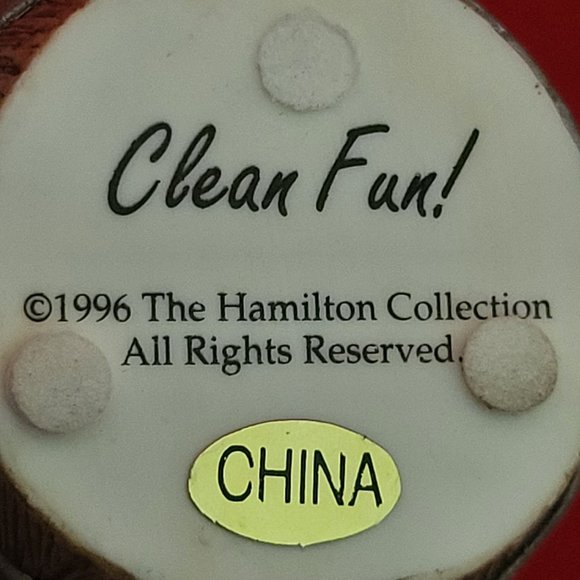 Clean Fun!
©1996 The Hamilton Collection
All Rights Reserved.
CHINA